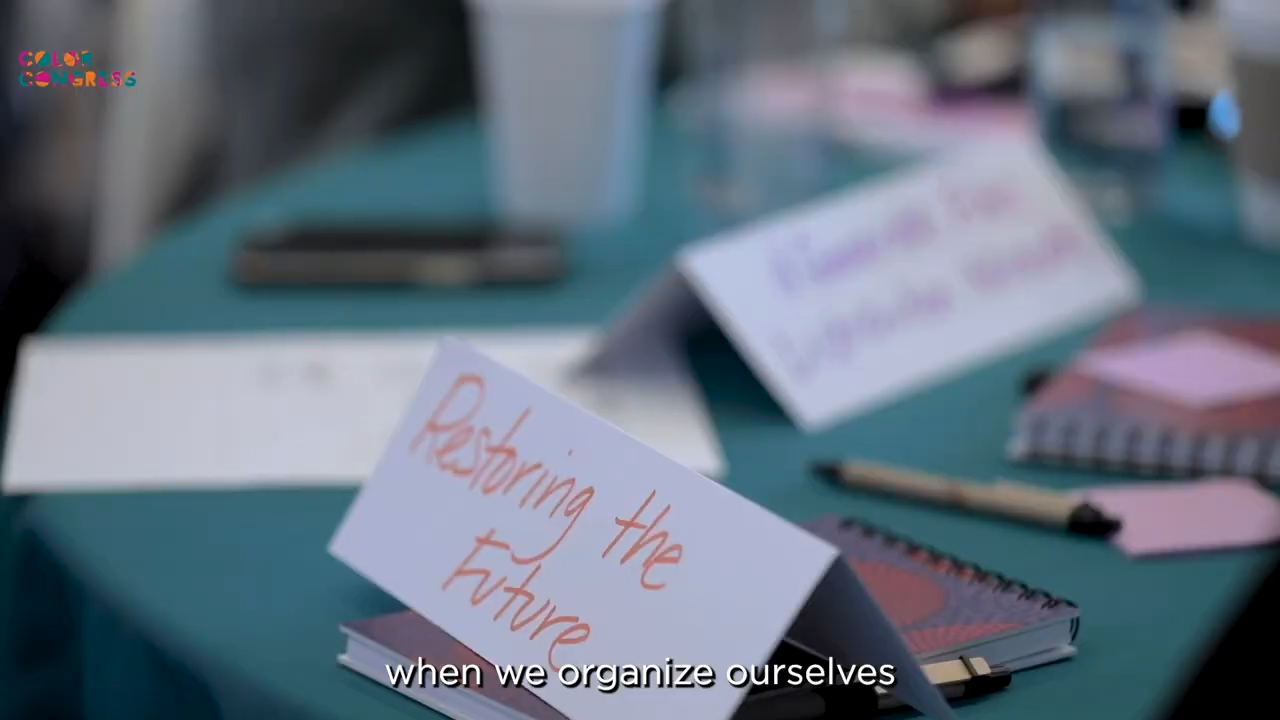 COLOR
CONGRESS
Restoring the
Future
when we organize ourselves